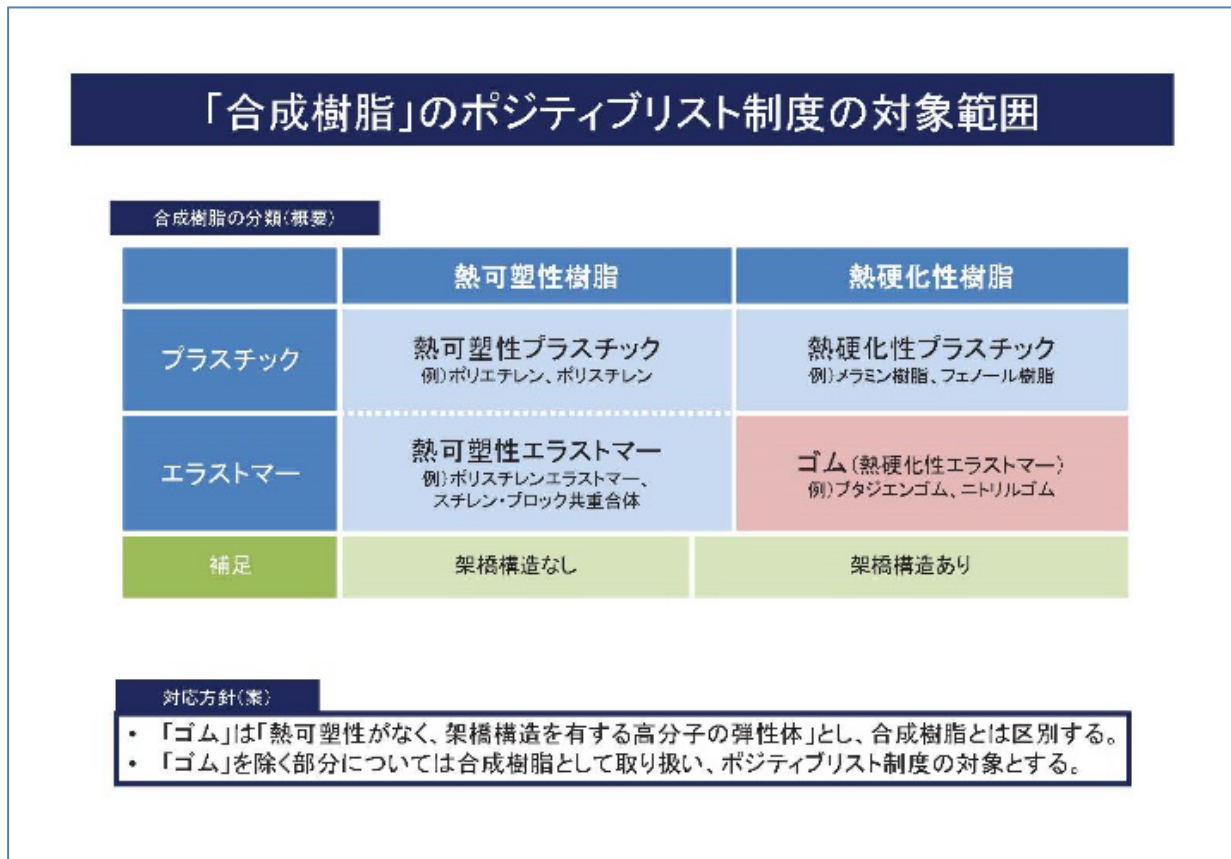 「合成樹脂」のポジティブリスト制度の対象範囲
合成樹脂の分類(概要)
熱可塑性樹脂
熱硬化性樹脂
プラスチック
熱可塑性プラスチック
例)ポリエチレン、ポリスチレン
熱硬化性プラスチック
例)メラミン樹脂、フェノール樹脂
エラストマー
熱可塑性エラストマー
例)ポリスチレンエラストマー、
スチレン・ブロック共重合体
ゴム(熱硬化性エラストマー)
例)ブタジエンゴム、ニトリルゴム
補足
架橋構造なし
架橋構造あり
対応方針(案)
• 「ゴム」は「熱可塑性がなく、架橋構造を有する高分子の弾性体」とし、合成樹脂とは区別する。
• 「ゴム」を除く部分については合成樹脂として取り扱い、ポジティブリスト制度の対象とする。